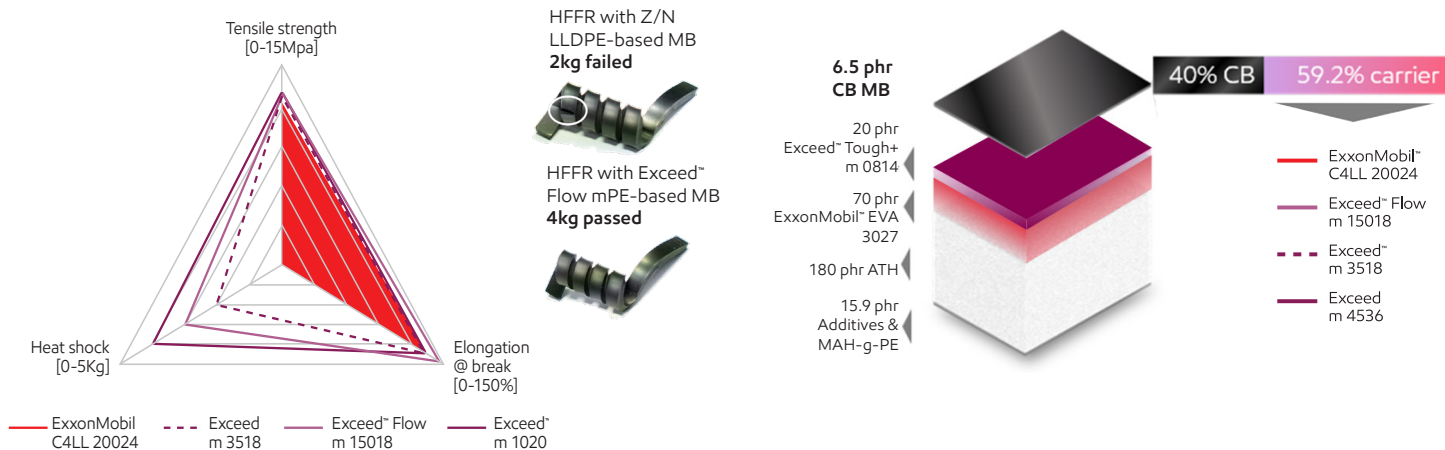 Tensile strength
[0-15Mpa]
Heat shock
[0-5Kg]
Elongation
@ break
[0-150%]
ExxonMobil
C4LL 20024
Exceed
m 3518
Exceed™ Flow
m 15018
Exceed™
m 1020
HFFR with Z/N
LLDPE-based MB
2kg failed
HFFR with Exceed™
Flow mPE-based MB
4kg passed
6.5 phr
CB MB
20 phr
Exceed™ Tough+
m 0814
70 phr
ExxonMobil™ EVA
3027
180 phr ATH
15.9 phr
Additives &
MAH-g-PE
40% CB
59.2% carrier
ExxonMobil™
C4LL 20024
Exceed™ Flow
m 15018
Exceed™
m 3518
Exceed
m 4536